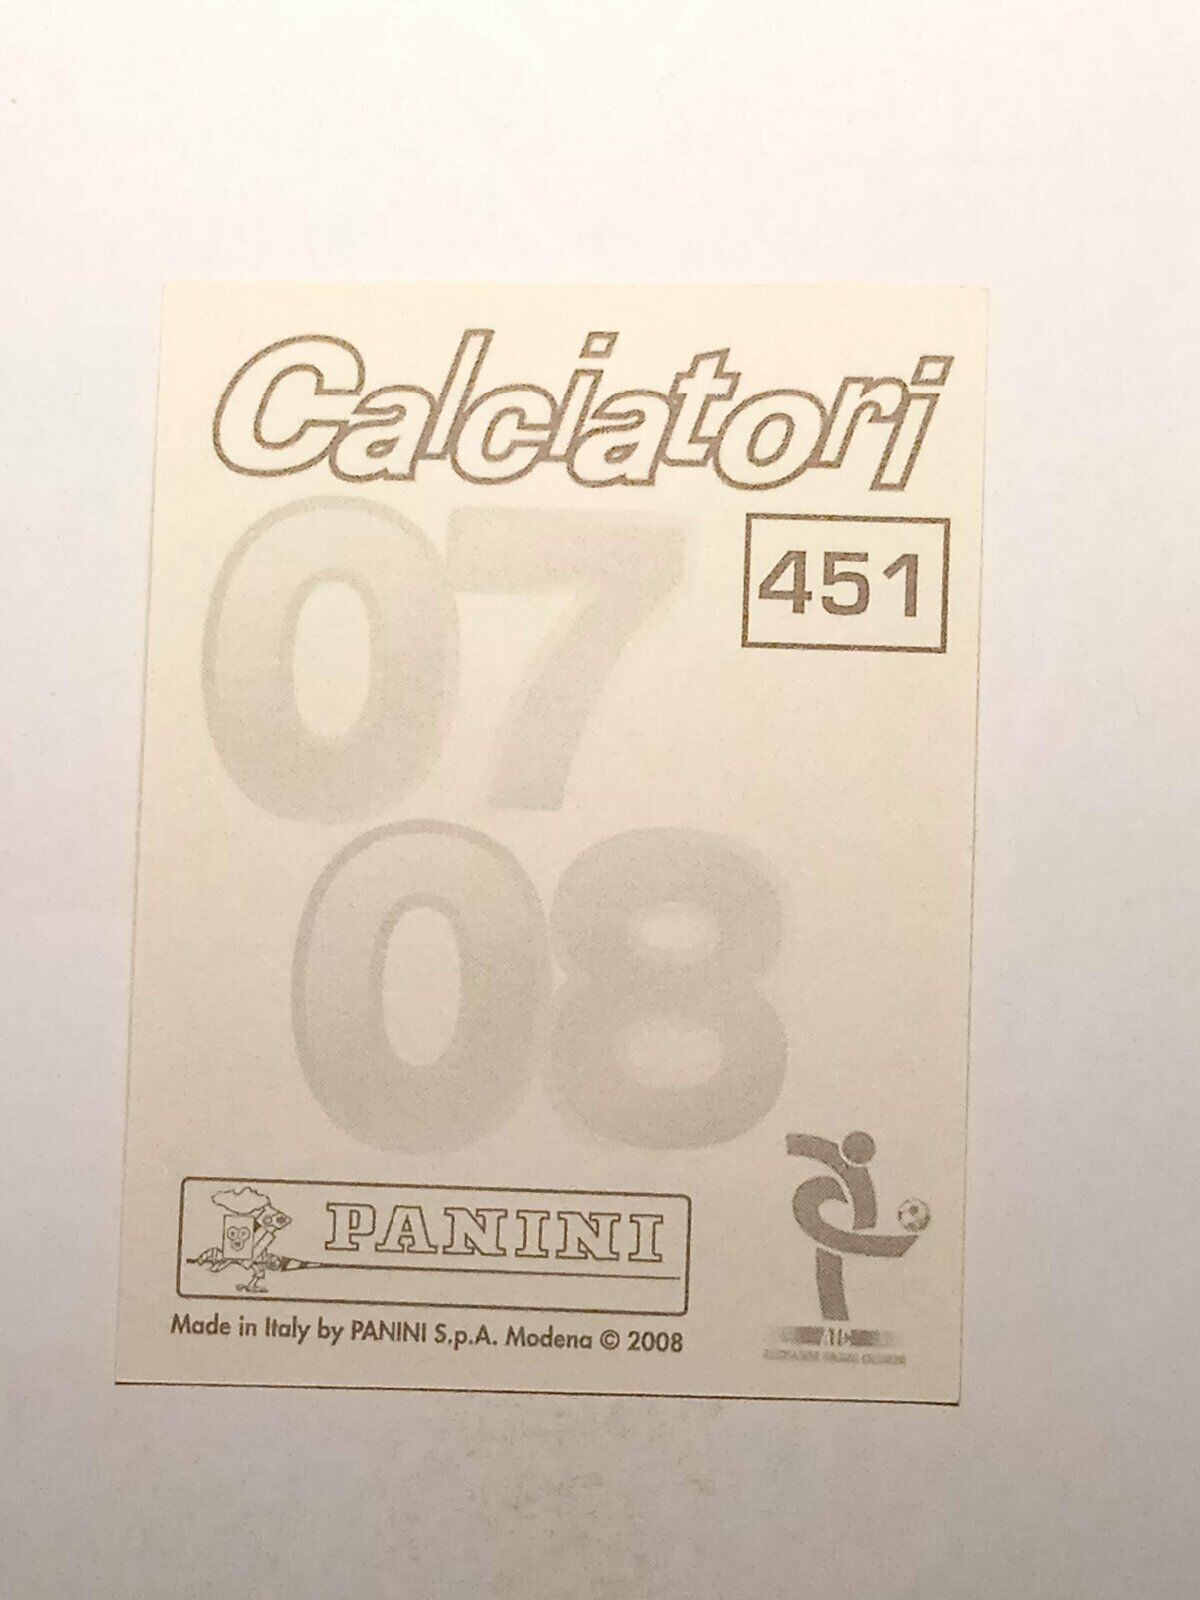 Calciatori
07
451
08
PANINI
Made in Italy by PANINI S.p.A. Modena © 2008